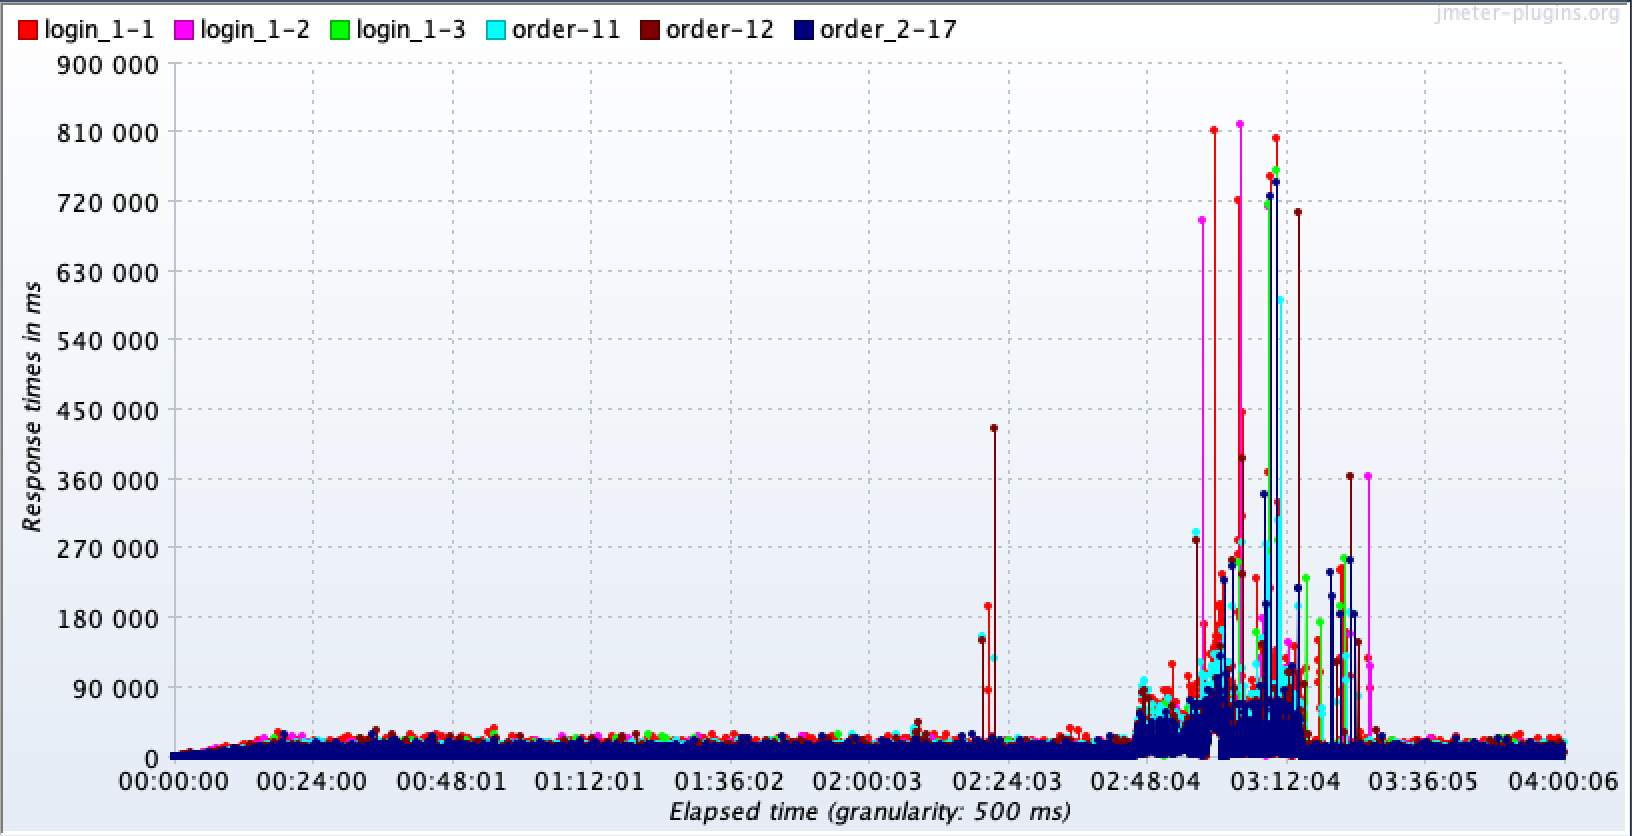 jmeter-plugins.org
login_1-1 login_1-2 login_1-3 order-11 order-12 order_2-17
900 000
810 000
720 000
630 000
540 000
450 000
360 000
270 000
180 000
90 000
0
Response times in ms
00:00:00 00:24:00 00:48:01 01:12:01 01:36:02 02:00:03 02:24:03 02:48:04 03:12:04 03:36:05 04:00:06
Elapsed time (granularity: 500 ms)